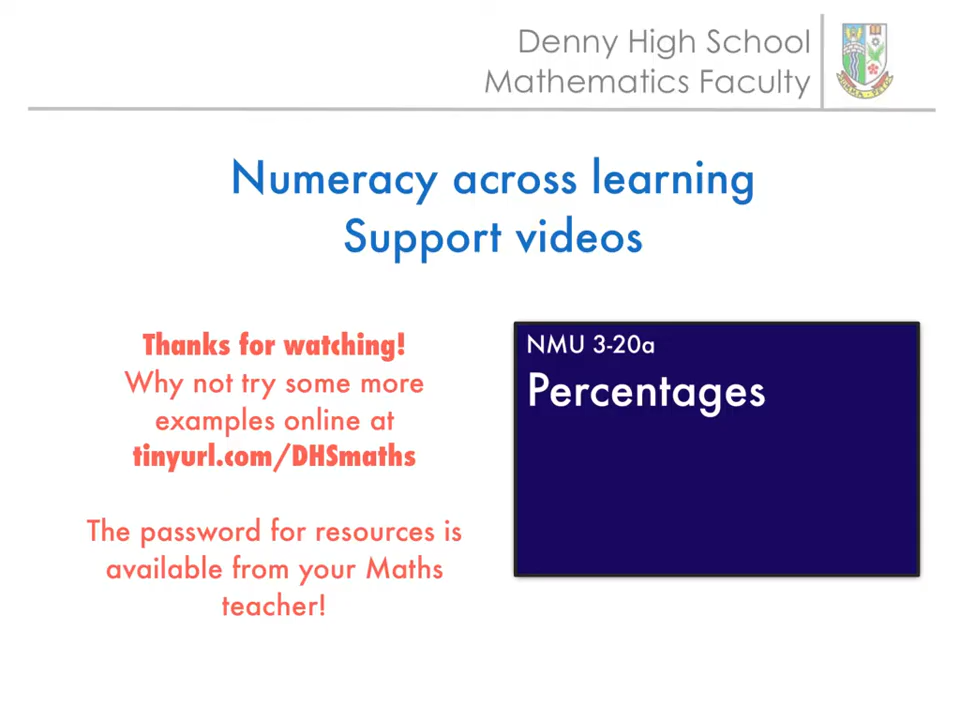 Denny High School
Mathematics Faculty
Numeracy across learning
Support videos
Thanks for watching!
Why not try some more
examples online at
tinyurl.com/DHSmaths
The password for resources is
available from your Maths
teacher!
NMU 3-20a
Percentages